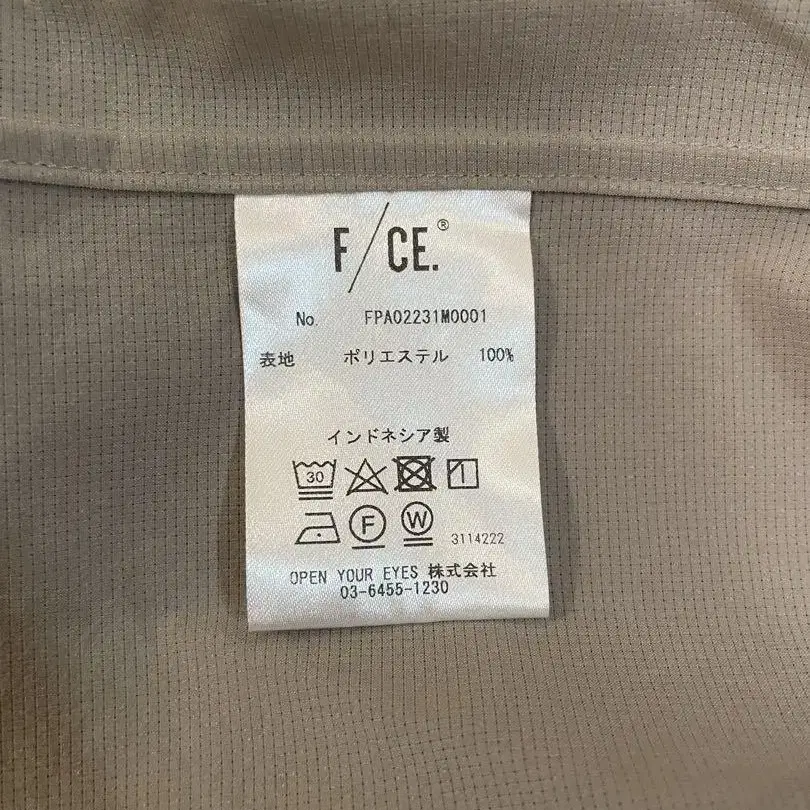 F/CE.®
No. FPA02231M0001
表地 ポリエステル 100%
インドネシア製
30
F W 3114222
OPEN YOUR EYES 株式会社
03-6455-1230